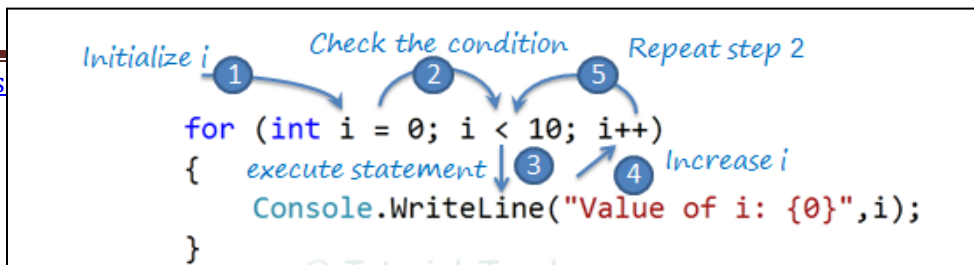 Initialize i
Check the condition
Repeat step 2
1
2
5
s
for (int i = 0; i < 10; i++)
{
execute statement
3
4
Increase i
Console.WriteLine("Value of i: {0}",i);
}